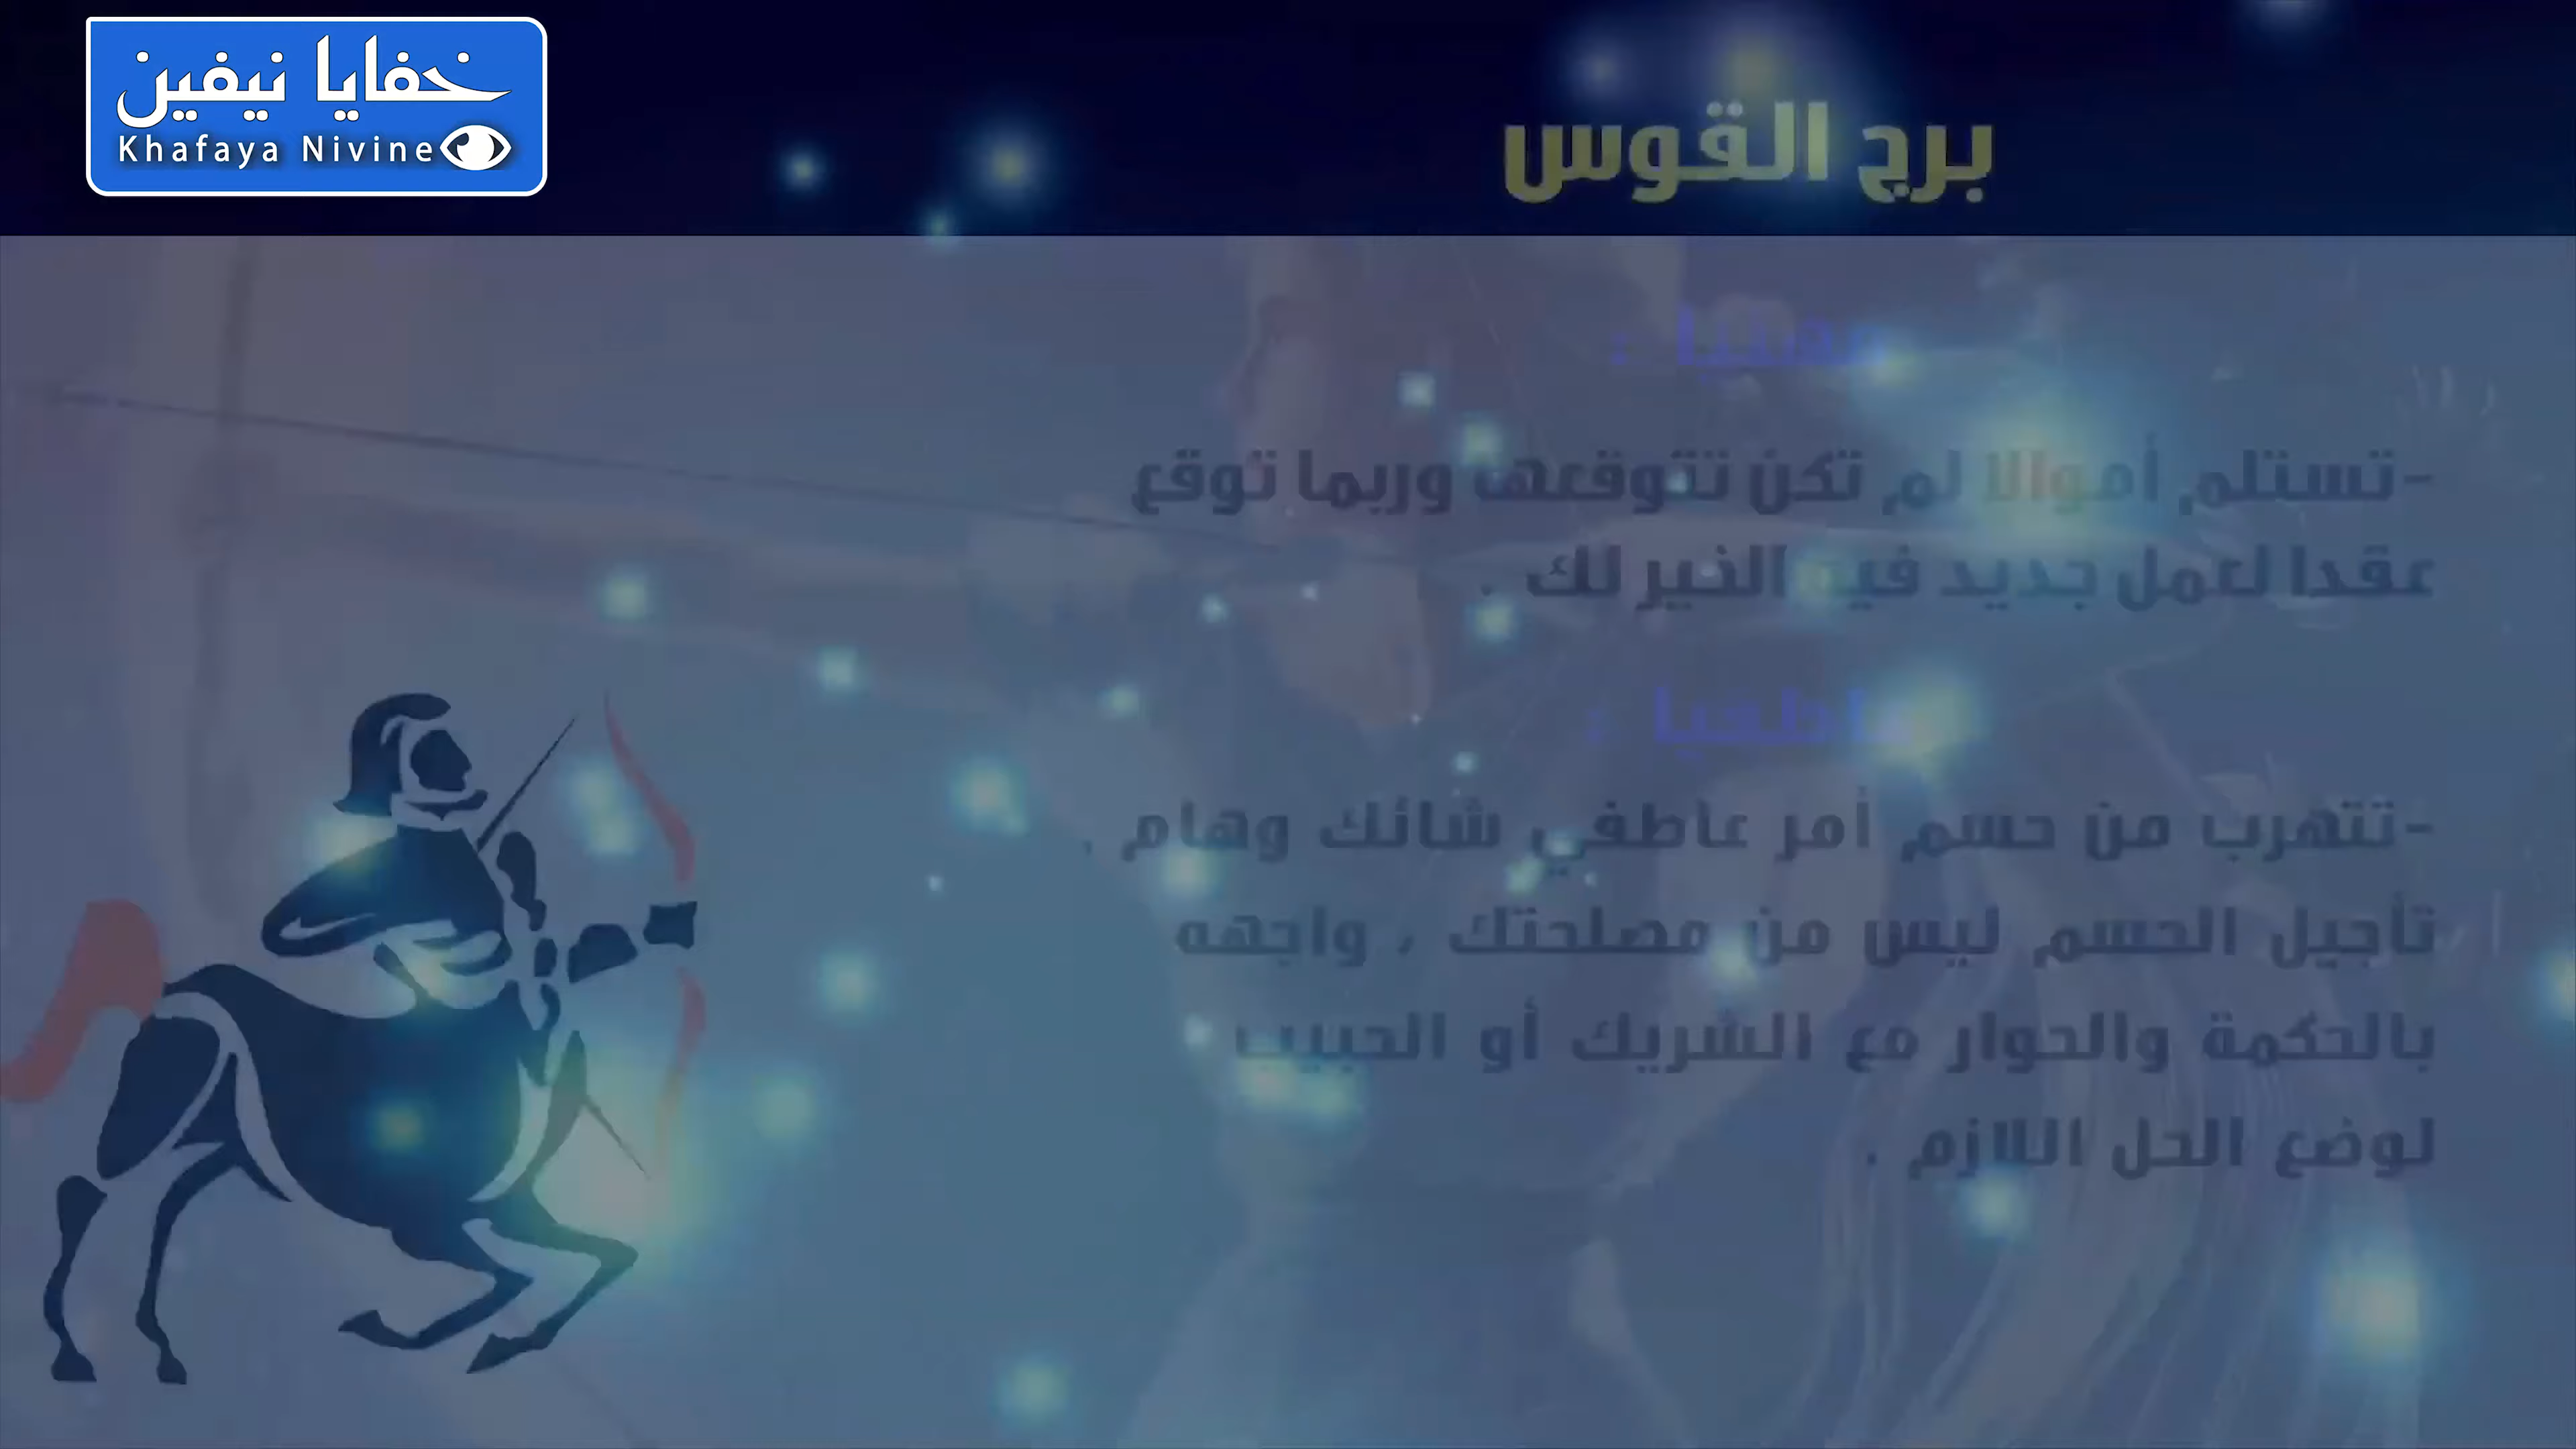 خفايا نيفين
Khafaya Nivine
برج القوس
مهنيا :
-تستلم أموالا لم تكن تتوقعها وربما توقع
عقدا لعمل جديد فيه الخير لك .
عاطفيا :
-تتهرب من حسم أمر عاطفي شائك وهام .
تأجيل الحسم ليس من مصلحتك ، واجهه
بالحكمة والحوار مع الشريك أو الحبيب
لوضع الحل اللازم .